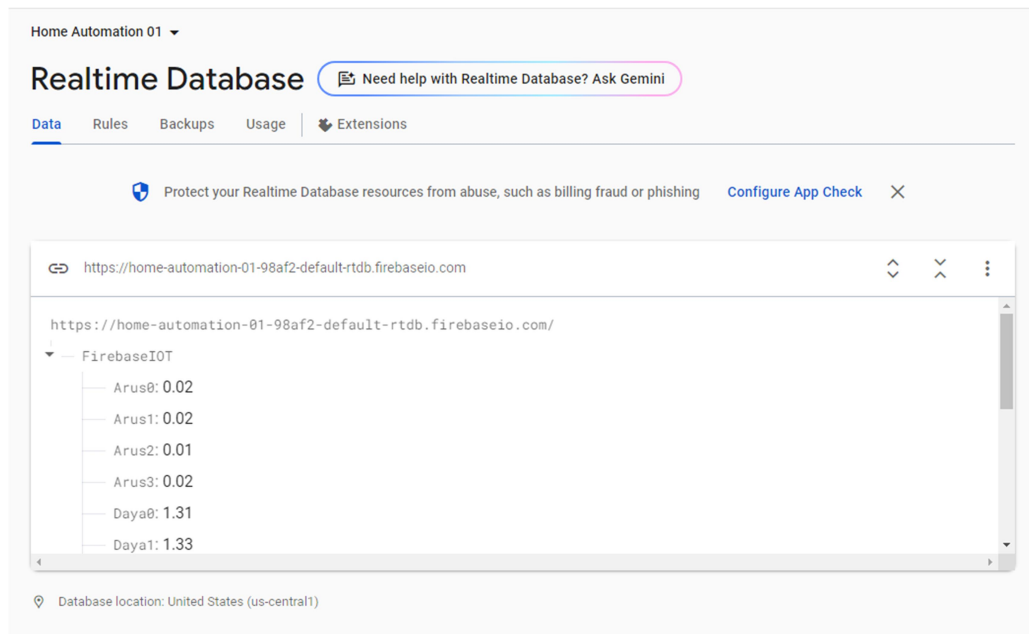 Home Automation 01
Realtime Database
Need help with Realtime Database? Ask Gemini
Data Rules Backups Usage Extensions
Protect your Realtime Database resources from abuse, such as billing fraud or phishing Configure App Check
https://home-automation-01-98af2-default-rtdb.firebaseio.com
https://home-automation-01-98af2-default-rtdb.firebaseio.com/
FirebaseIOT
Arus0: 0.02
Arus1: 0.02
Arus2: 0.01
Arus3: 0.02
Daya0: 1.31
Daya1: 1.33
Database location: United States (us-central1)